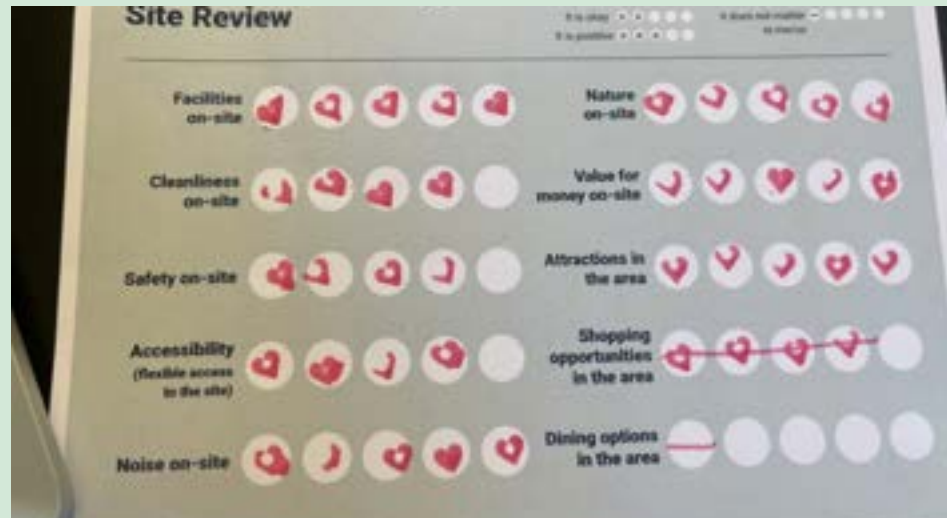 Site Review
It is okay
It is positive
it does not matter
to me/us
Facilities
on-site
Cleanliness
on-site
Safety on-site
Accessibility
(flexible access
to the site)
Noise on-site
Nature
on-site
Value for
money on-site
Attractions in
the area
Shopping
opportunities
in the area
Dining options
in the area